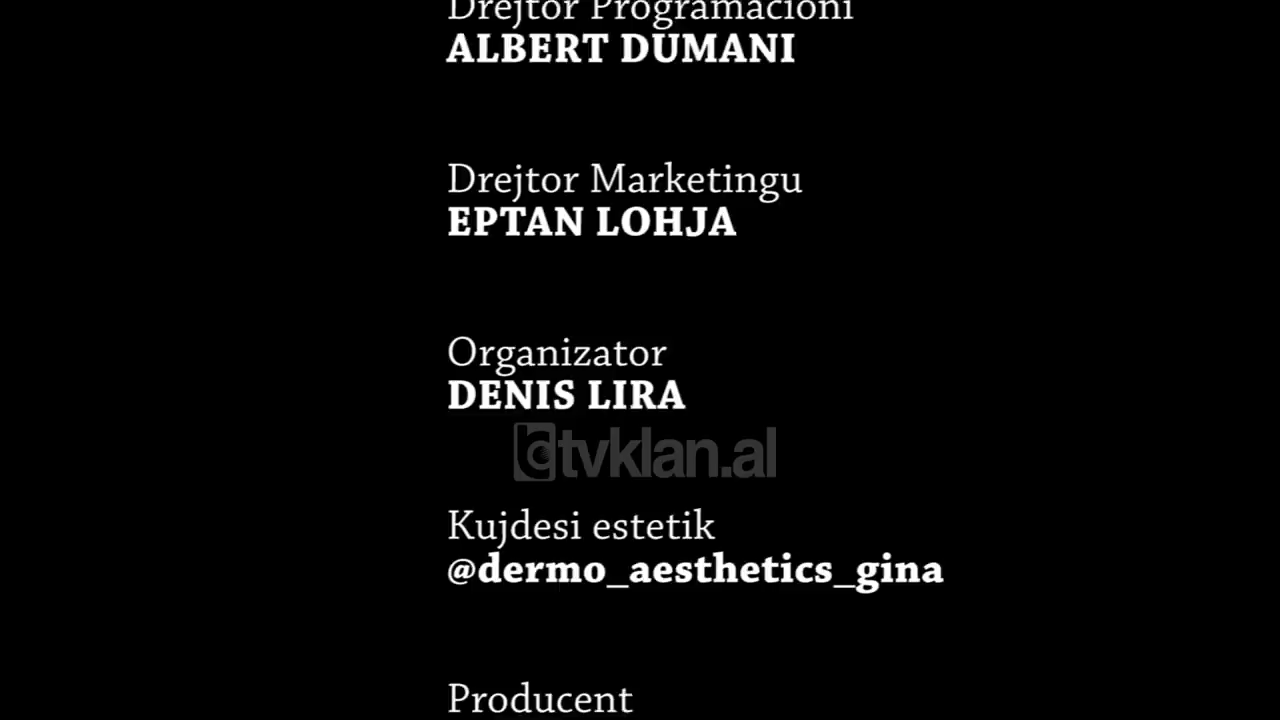 Drejtor Programacioni
ALBERT DUMANI
Drejtor Marketingu
EPTAN LOHJA
Organizator
DENIS LIRA
tvklan.al
Kujdesi estetik
@dermo_aesthetics_gina
Producent